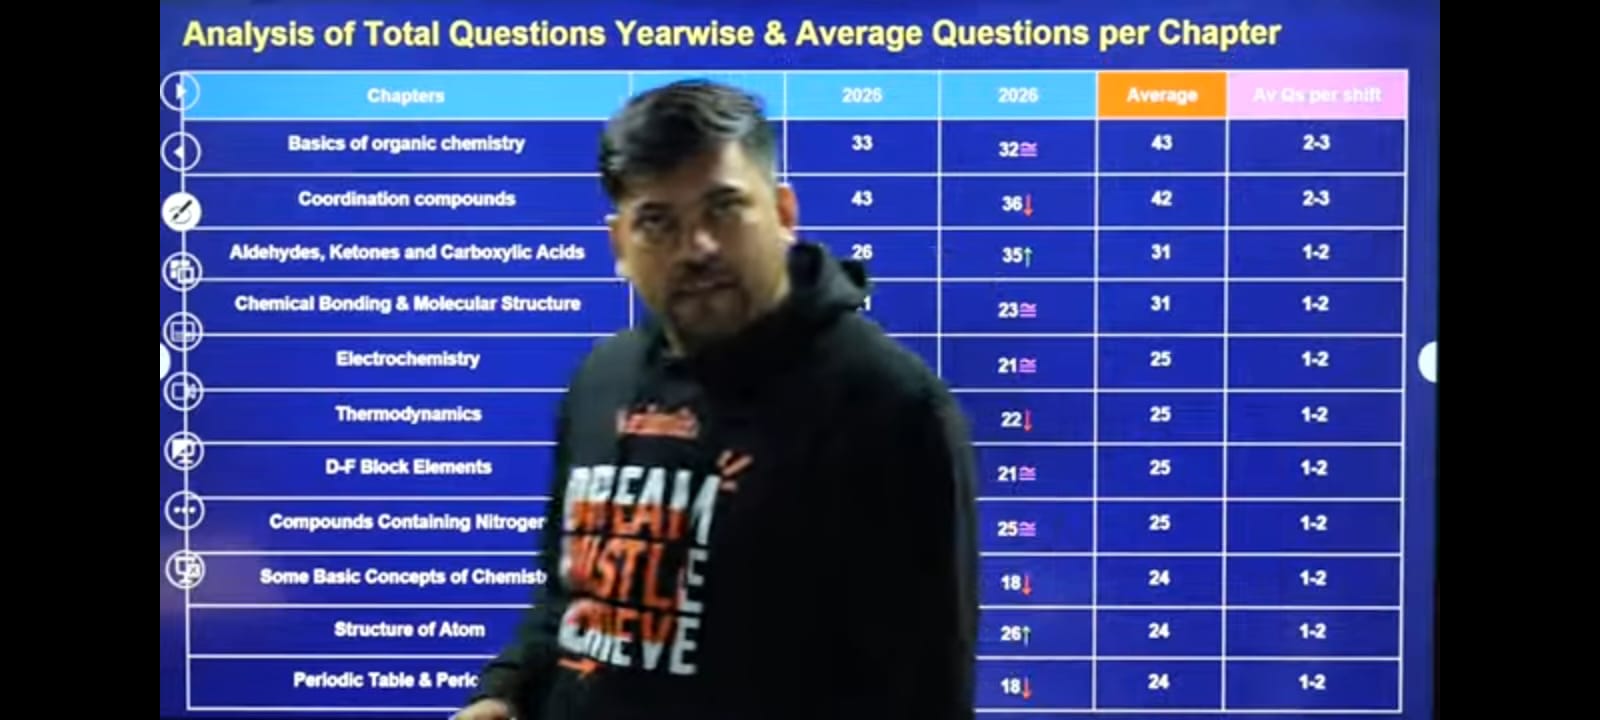 Analysis of Total Questions Yearwise & Average Questions per Chapter
Chapters 2026 2026 Average Av Qs per shift
Basics of organic chemistry 33 32≅ 43 2-3
Coordination compounds 43 36↓ 42 2-3
Aldehydes, Ketones and Carboxylic Acids 26 35↑ 31 1-2
Chemical Bonding & Molecular Structure 23≅ 31 1-2
Electrochemistry 21≅ 25 1-2
Thermodynamics 22↓ 25 1-2
D-F Block Elements 21≅ 25 1-2
Compounds Containing Nitrogen 25≅ 25 1-2
Some Basic Concepts of Chemist 18↓ 24 1-2
Structure of Atom 26↑ 24 1-2
Periodic Table & Peric 18↓ 24 1-2
DREAM
HUSTLE
ACHIEVE